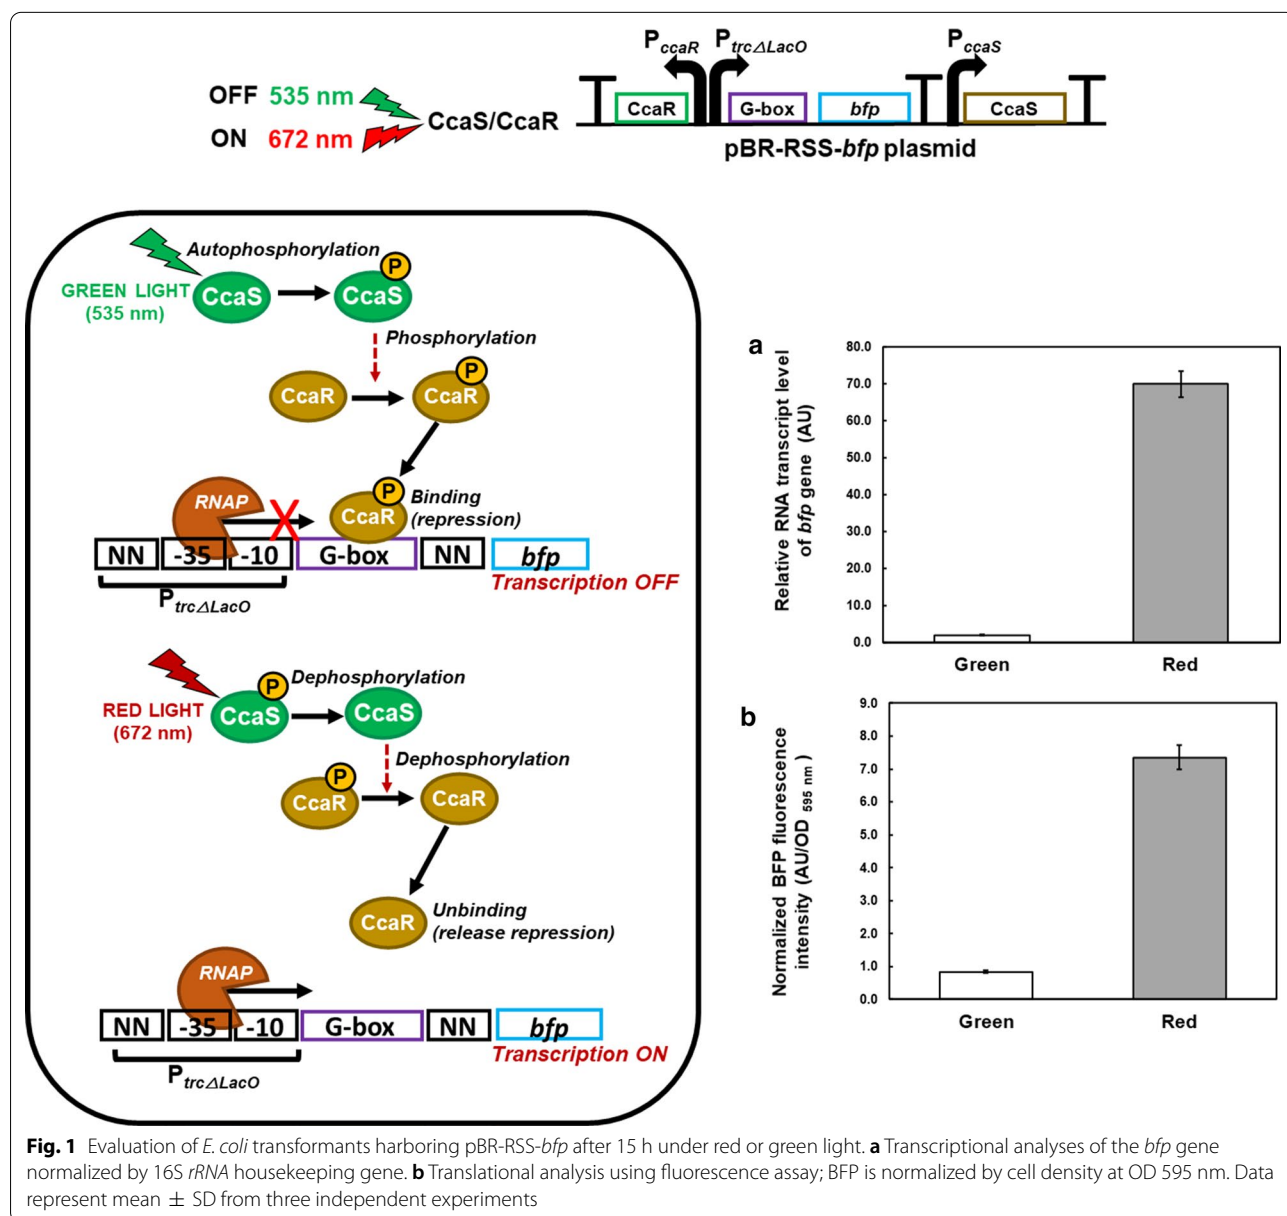 P_ccaR P_trcΔLacO P_ccaS
OFF 535 nm
ON 672 nm
CcaS/CcaR
CcaR G-box bfp CcaS
pBR-RSS-bfp plasmid
Autophosphorylation
GREEN LIGHT
(535 nm)
CcaS CcaS P
Phosphorylation
CcaR CcaR P
RNAP CcaR P
Binding
(repression)
X
NN -35 -10 G-box NN bfp
P_trcΔLacO
Transcription OFF
Dephosphorylation
RED LIGHT
(672 nm)
CcaS P CcaS
Dephosphorylation
CcaR P CcaR
CcaR
Unbinding
(release repression)
RNAP
NN -35 -10 G-box NN bfp
P_trcΔLacO
Transcription ON
a
Relative RNA transcript level
of bfp gene (AU)
80.0
70.0
60.0
50.0
40.0
30.0
20.0
10.0
0.0
Green Red
b
Normalized BFP fluorescence
intensity (AU/OD 595 nm)
9.0
8.0
7.0
6.0
5.0
4.0
3.0
2.0
1.0
0.0
Green Red
Fig. 1 Evaluation of E. coli transformants harboring pBR-RSS-bfp after 15 h under red or green light. a Transcriptional analyses of the bfp gene
normalized by 16S rRNA housekeeping gene. b Translational analysis using fluorescence assay; BFP is normalized by cell density at OD 595 nm. Data
represent mean ± SD from three independent experiments